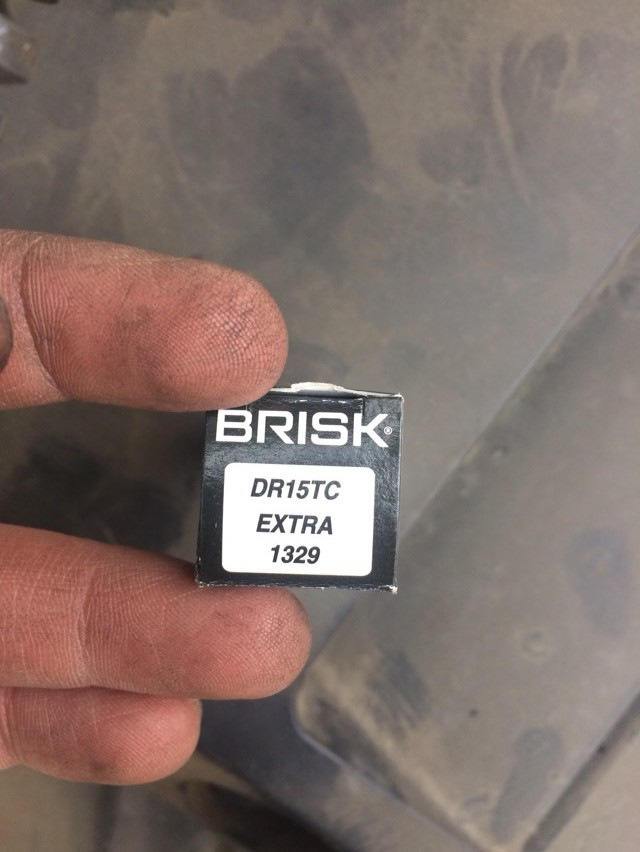 BRISK®
DR15TC
EXTRA
1329